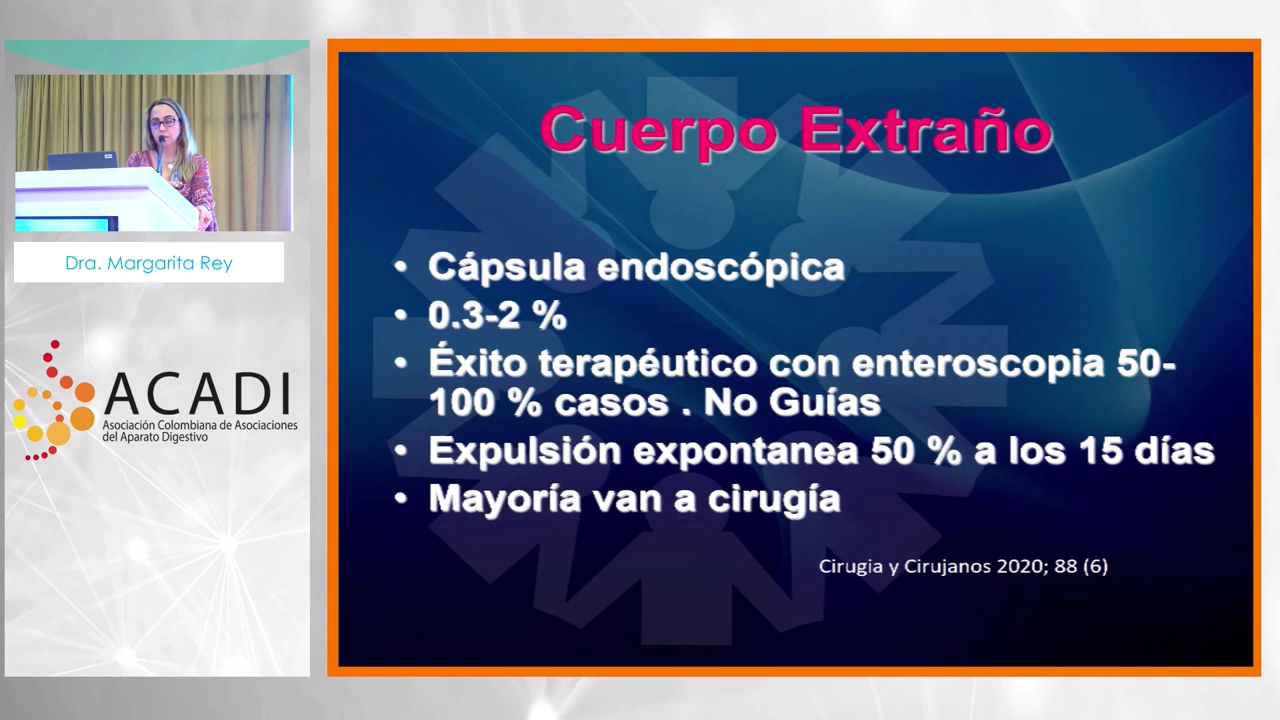 Dra. Margarita Rey
ACADI
Asociación Colombiana de Asociaciones
del Aparato Digestivo
Cuerpo Extraño
• Cápsula endoscópica
• 0.3-2 %
• Éxito terapéutico con enteroscopia 50-
100 % casos . No Guías
• Expulsión expontanea 50 % a los 15 días
• Mayoría van a cirugía
Cirugia y Cirujanos 2020; 88 (6)